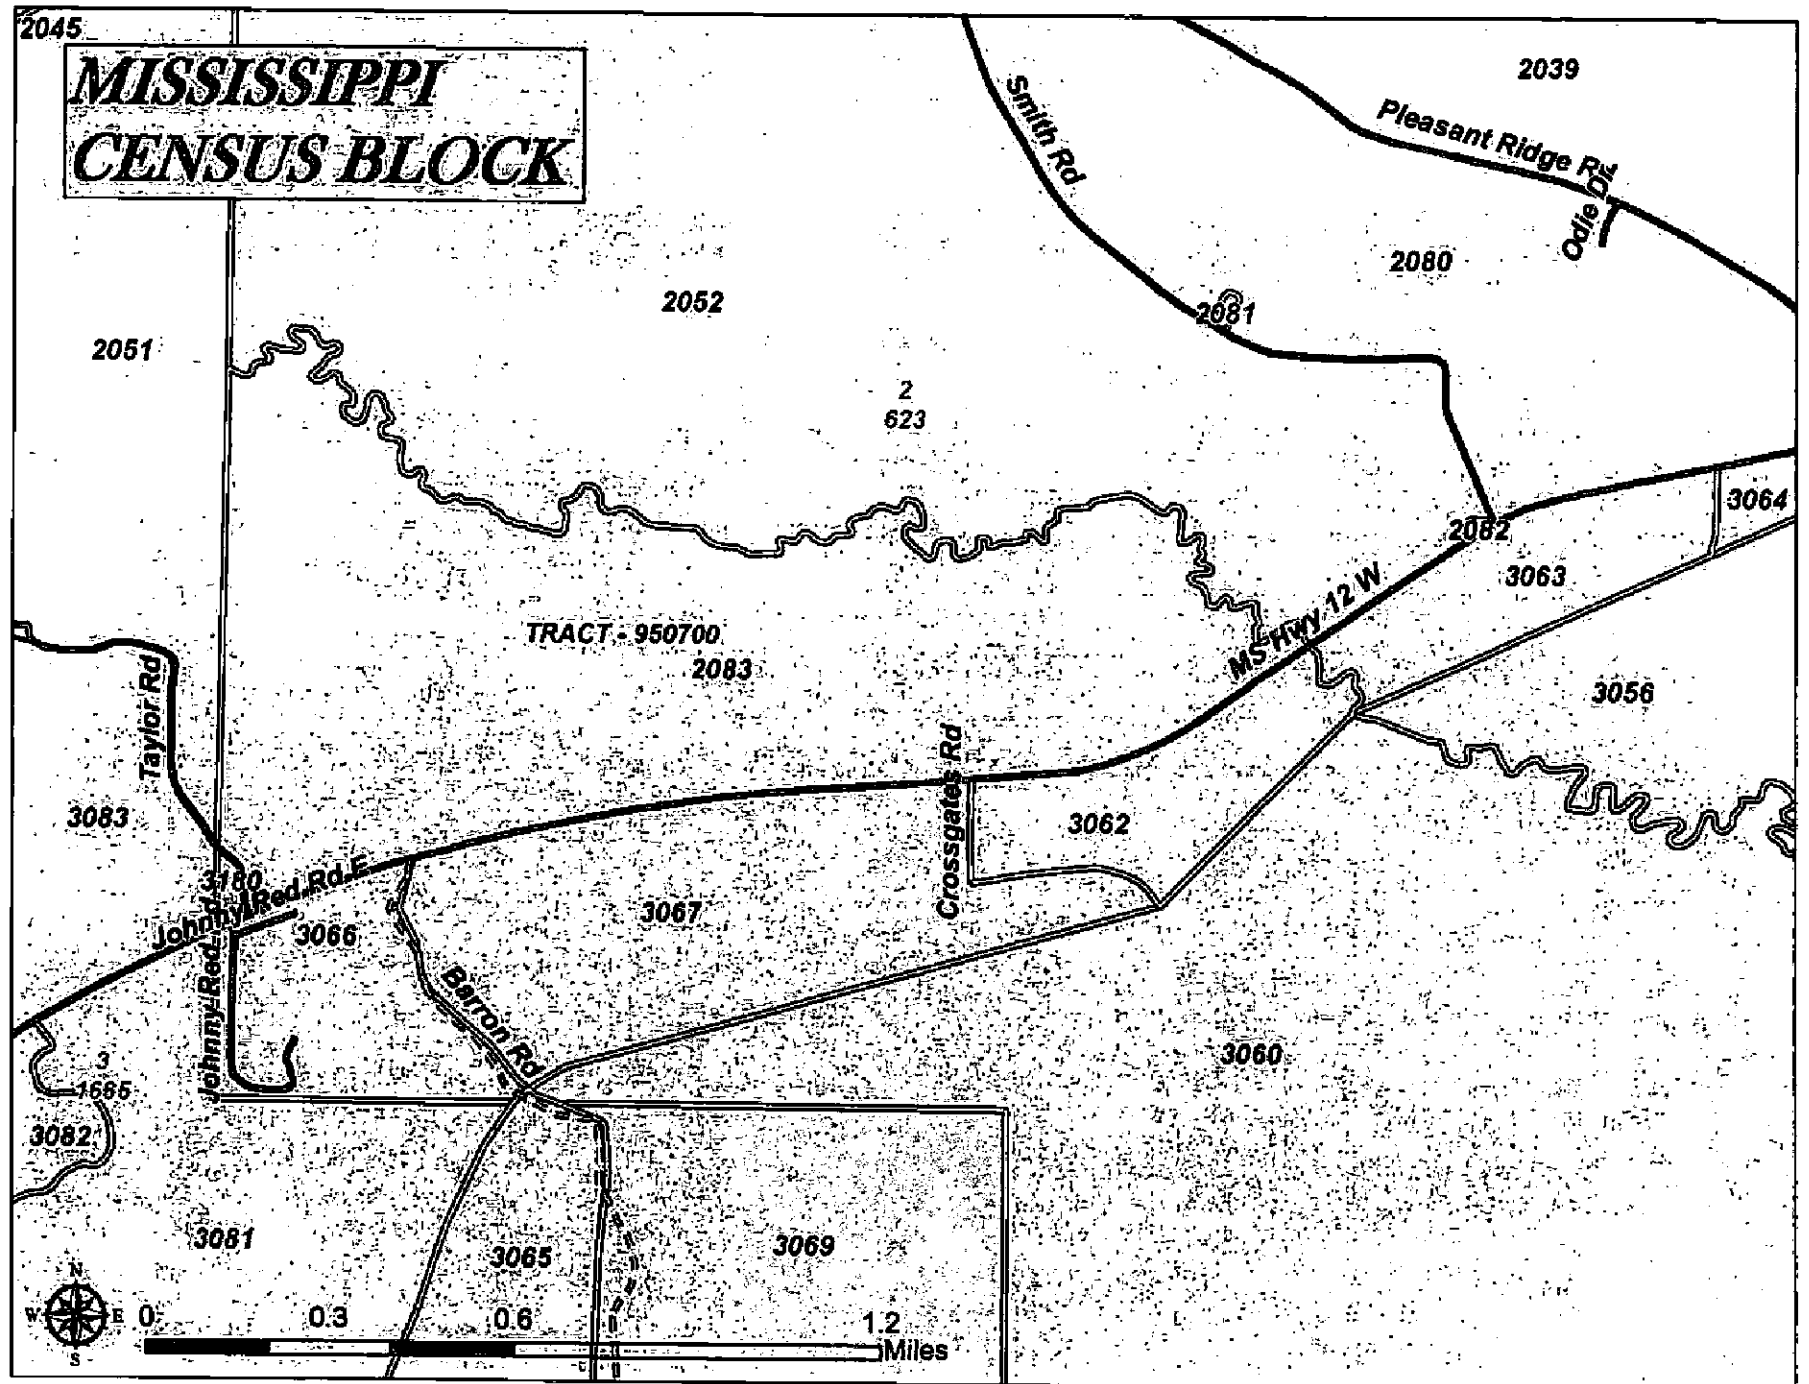 2045
MISSISSIPPI
CENSUS BLOCK
2039
Smith Rd
Pleasant Ridge Rd
Odie Dr
2080
2052
2081
2051
2
623
3064
2082
3063
MS Hwy 12 W
TRACT - 950700
2083
3056
Taylor Rd
Crossgates Rd
3083
3062
3180
Johnny Red Rd E
3067
3066
Johnny Red
Barron Rd
3060
3
1665
3082
3081
3065
3069
N
W
E
S
0
0.3
0.6
1.2
Miles